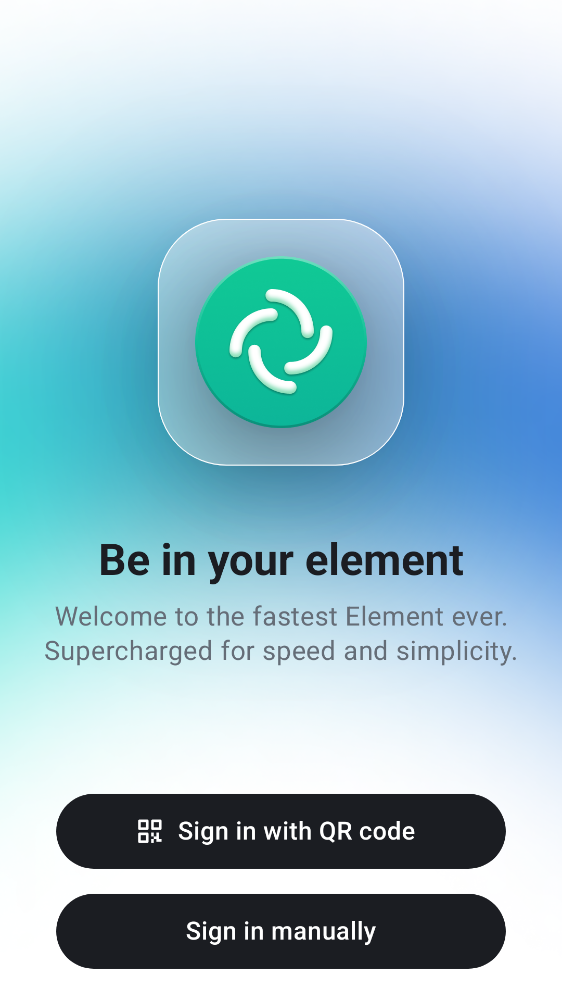 Be in your element
Welcome to the fastest Element ever.
Supercharged for speed and simplicity.
Sign in with QR code
Sign in manually